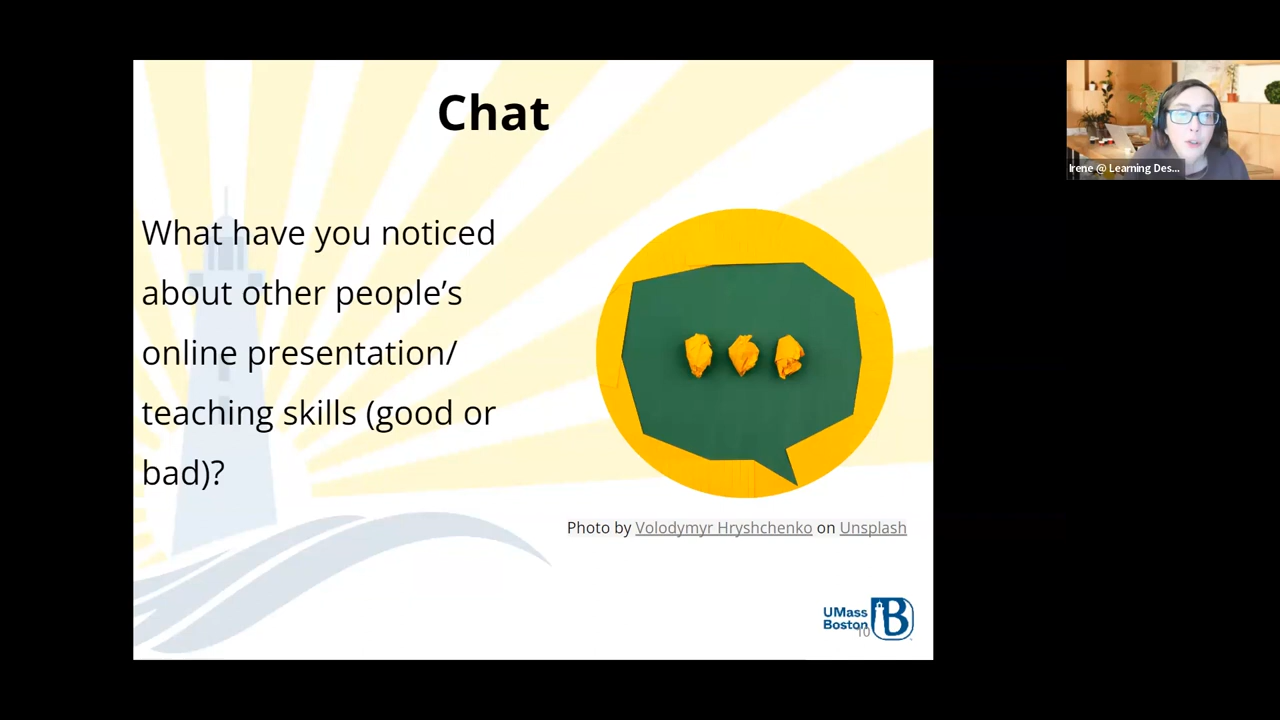 Chat
What have you noticed
about other people's
online presentation/
teaching skills (good or
bad)?
Photo by Volodymyr Hryshchenko on Unsplash
UMass
Boston
B
10
Irene @ Learning Des...